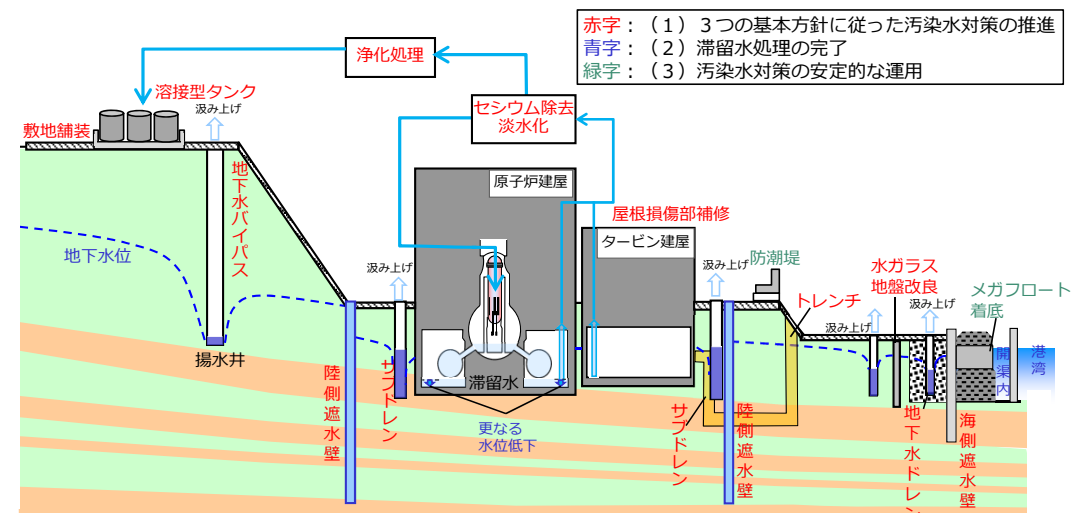 赤字：（１）３つの基本方針に従った汚染水対策の推進
青字：（２）滞留水処理の完了
緑字：（３）汚染水対策の安定的な運用
浄化処理
溶接型タンク
汲み上げ
セシウム除去
淡水化
敷地舗装
地下水バイパス
原子炉建屋
屋根損傷部補修
タービン建屋
地下水位
汲み上げ
汲み上げ
防潮堤
水ガラス
地盤改良
メガフロート
着底
トレンチ
汲み上げ
汲み上げ
揚水井
陸側遮水壁
サブドレン
滞留水
更なる
水位低下
サブドレン
陸側遮水壁
地下水ドレン
海側遮水壁
開渠内
港湾